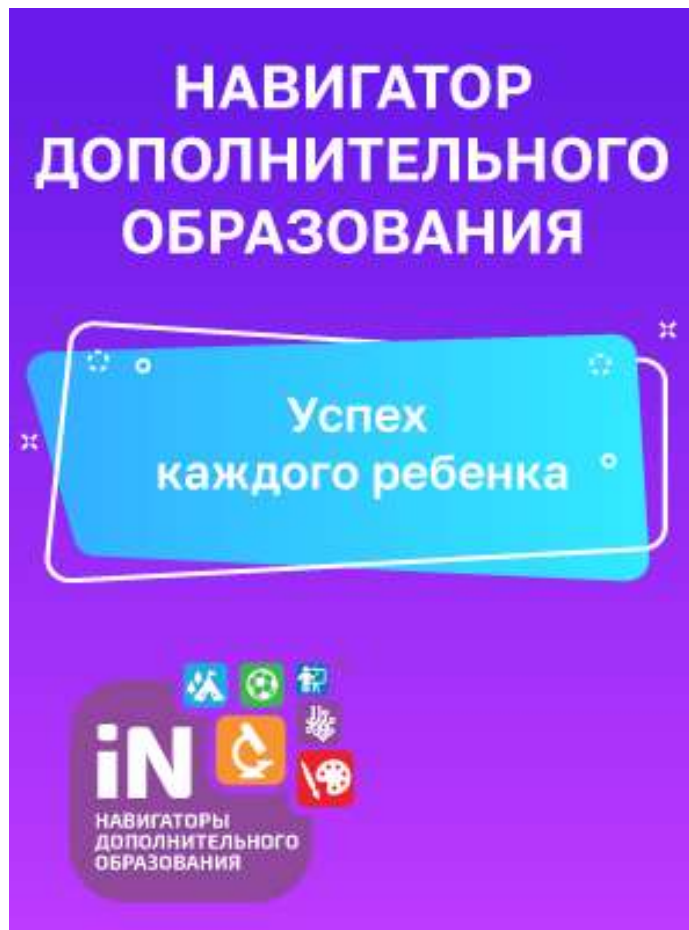 НАВИГАТОР
ДОПОЛНИТЕЛЬНОГО
ОБРАЗОВАНИЯ
Успех
каждого ребенка
iN
НАВИГАТОРЫ
ДОПОЛНИТЕЛЬНОГО
ОБРАЗОВАНИЯ